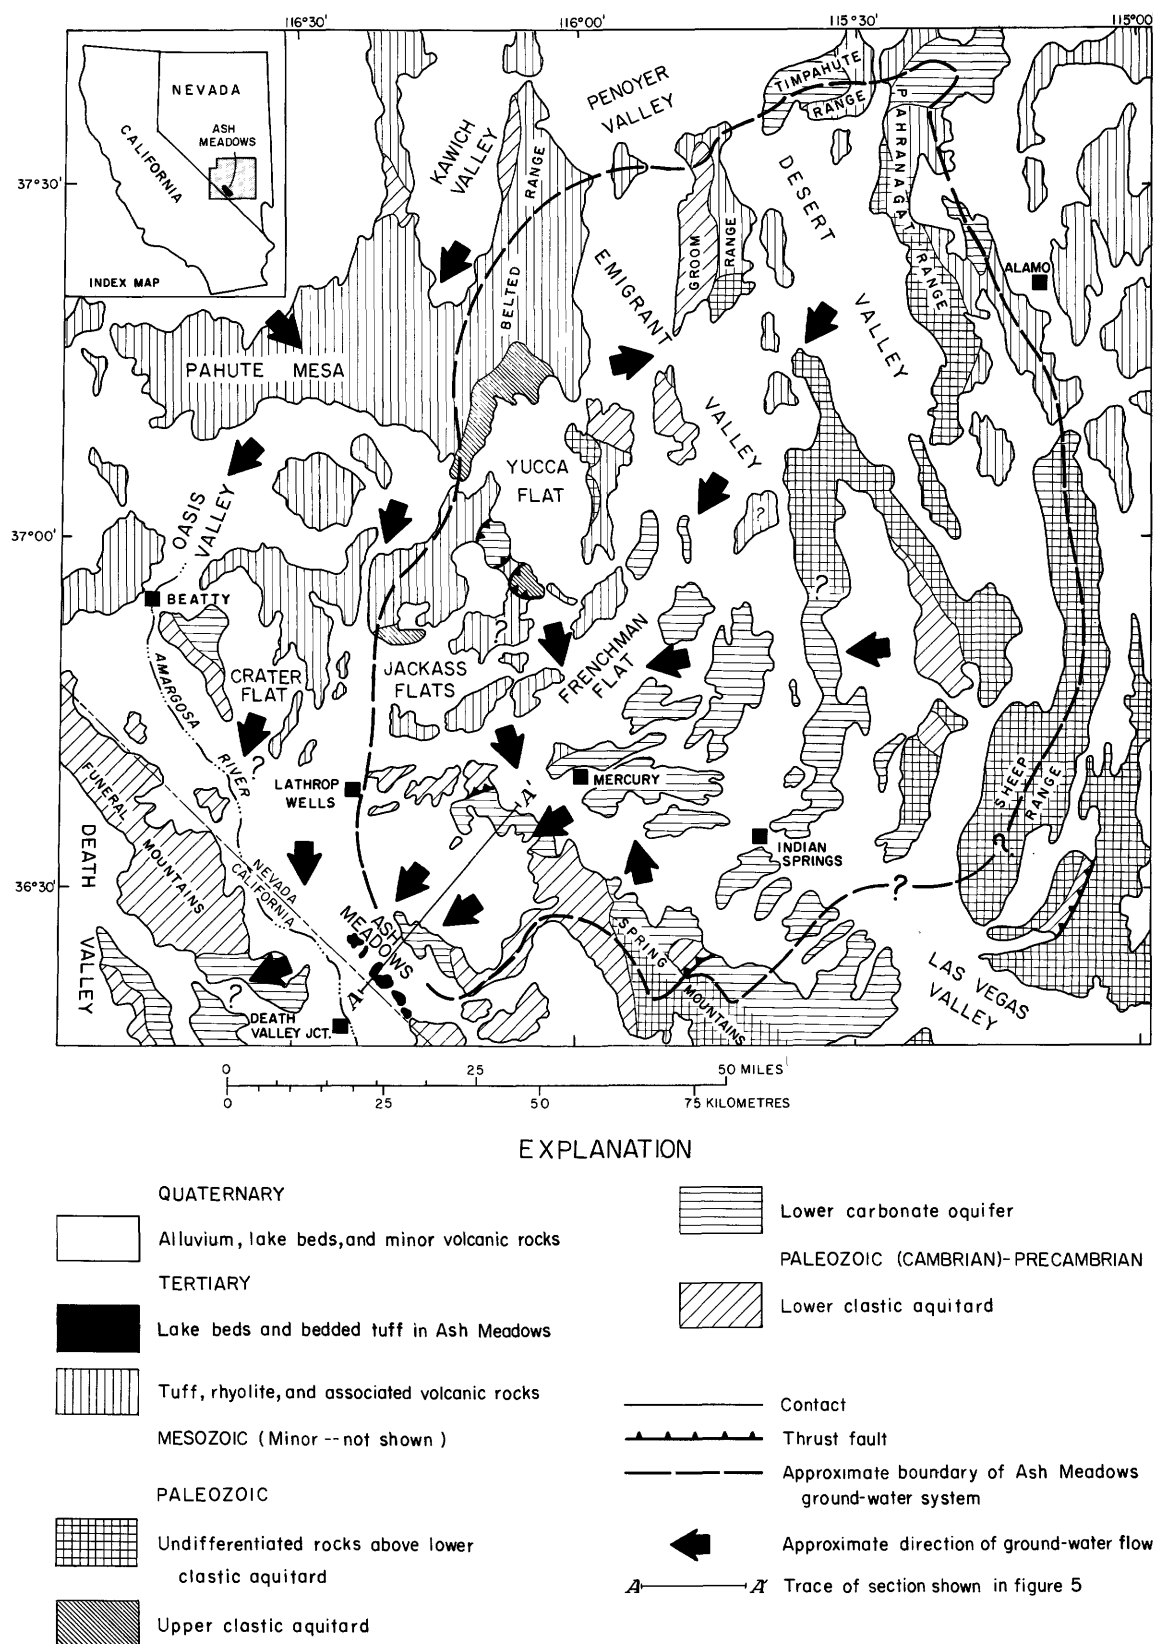 116°30'
116°00'
115°30'
115°00'
37°30'
37°00'
36°30'
NEVADA
CALIFORNIA
ASH
MEADOWS
INDEX MAP
KAWICH
VALLEY
PENOYER
VALLEY
TIMPAHUTE
RANGE
PAHRANAGAT
RANGE
BELTED
RANGE
GROOM
RANGE
DESERT
VALLEY
EMIGRANT
VALLEY
ALAMO
PAHUTE MESA
OASIS
VALLEY
YUCCA
FLAT
?
?
BEATTY
AMARGOSA
RIVER
CRATER
FLAT
?
JACKASS
FLATS
?
FRENCHMAN
FLAT
LATHROP
WELLS
MERCURY
A'
INDIAN
SPRINGS
SHEEP
RANGE
?
?
FUNERAL
MOUNTAINS
DEATH
VALLEY
NEVADA
CALIFORNIA
ASH
MEADOWS
A
SPRING
MOUNTAINS
LAS VEGAS
VALLEY
?
DEATH
VALLEY JCT.
0 25 50 MILES
0 25 50 75 KILOMETRES
EXPLANATION
QUATERNARY
Alluvium, lake beds, and minor volcanic rocks
TERTIARY
Lake beds and bedded tuff in Ash Meadows
Tuff, rhyolite, and associated volcanic rocks
MESOZOIC (Minor -- not shown)
PALEOZOIC
Undifferentiated rocks above lower
clastic aquitard
Upper clastic aquitard
Lower carbonate oquifer
PALEOZOIC (CAMBRIAN)- PRECAMBRIAN
Lower clastic aquitard
Contact
Thrust fault
Approximate boundary of Ash Meadows
ground-water system
Approximate direction of ground-water flow
A A' Trace of section shown in figure 5